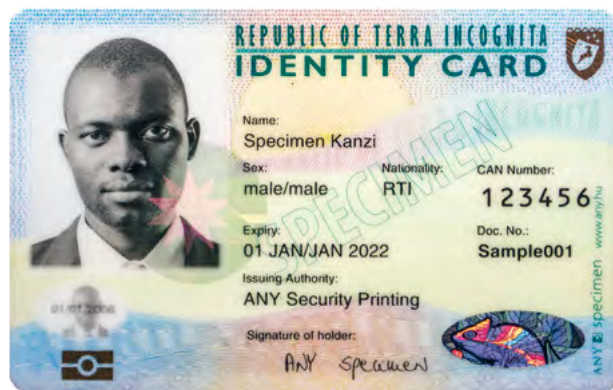 REPUBLIC OF TERRA INCOGNITA
IDENTITY CARD
Name:
Specimen Kanzi
Sex: Nationality: CAN Number:
male/male RTI 123456
Expiry: Doc. No.:
01 JAN/JAN 2022 Sample001
Issuing Authority:
ANY Security Printing
Signature of holder:
ANY Specimen
SPECIMEN
01/01/2006
ANY specimen www.any.hu